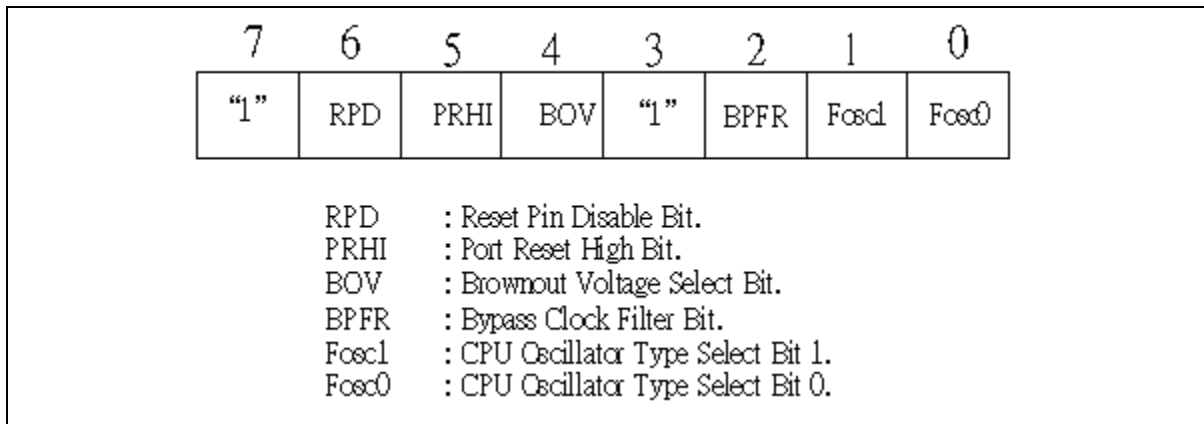 7 6 5 4 3 2 1 0
“1” RPD PRHI BOV “1” BPFR Fosc1 Fosc0
RPD : Reset Pin Disable Bit.
PRHI : Port Reset High Bit.
BOV : Brownout Voltage Select Bit.
BPFR : Bypass Clock Filter Bit.
Fosc1 : CPU Oscillator Type Select Bit 1.
Fosc0 : CPU Oscillator Type Select Bit 0.